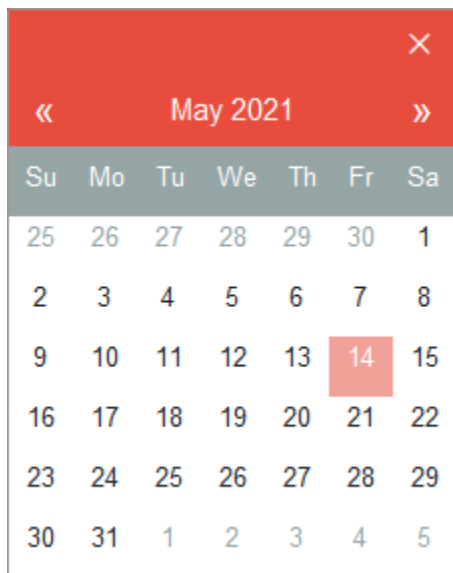 ×
« May 2021 »
Su Mo Tu We Th Fr Sa
25 26 27 28 29 30 1
2 3 4 5 6 7 8
9 10 11 12 13 14 15
16 17 18 19 20 21 22
23 24 25 26 27 28 29
30 31 1 2 3 4 5